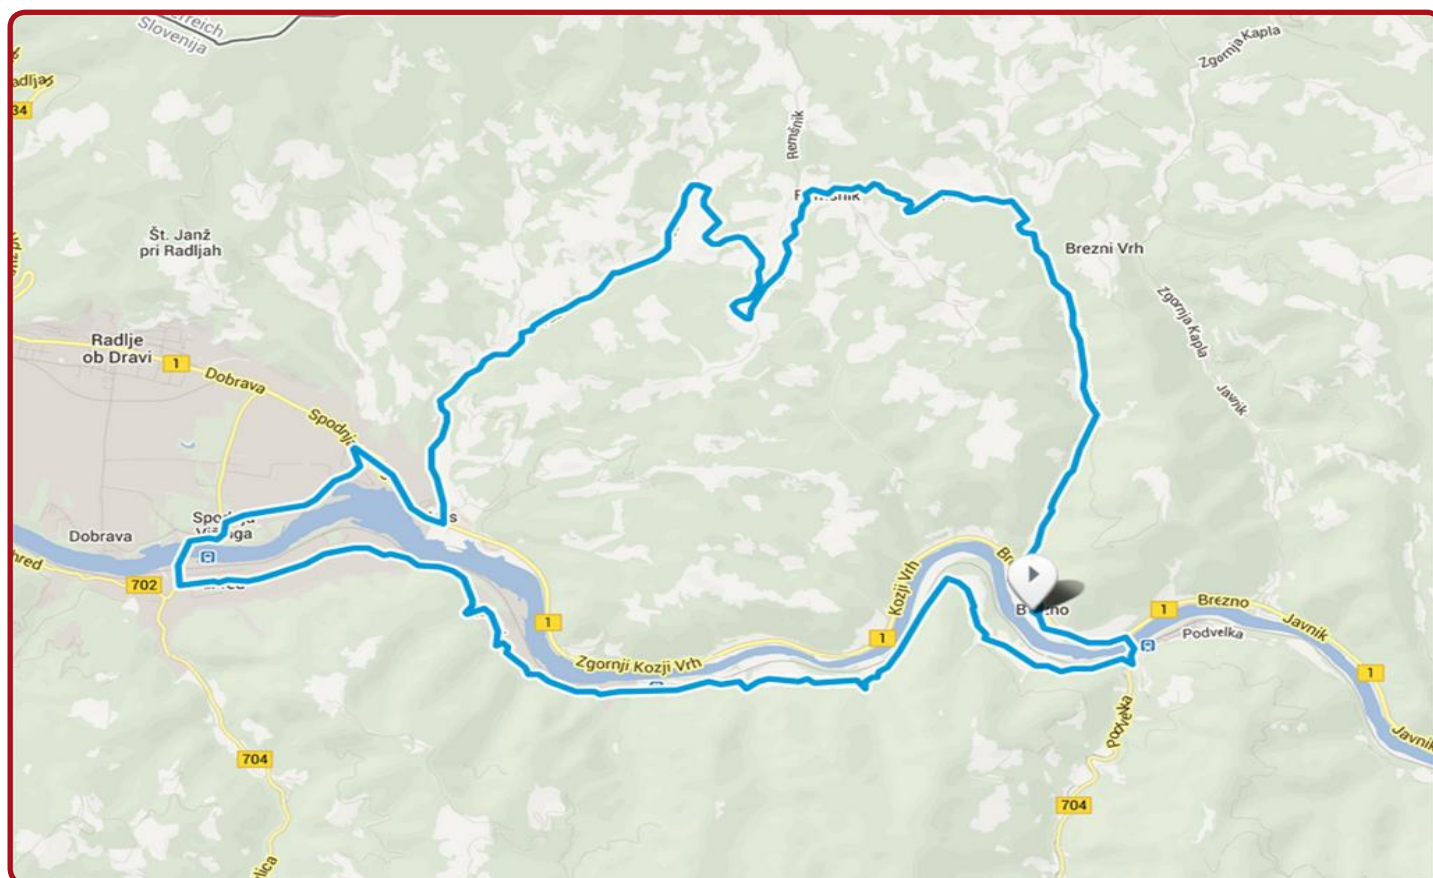 Slovenija
Zgornja Kapla
34
Remšnik
Št. Janž
pri Radljah
Brezni Vrh
Zgornja Kapla
Radlje
ob Dravi
1
Dobrava
Javnik
Dobrava
702
1
Zgornji Kozji Vrh
Kozji Vrh
1
1
Brezno
Javnik
Podvelka
1
Podvelka
Javnik
704
704